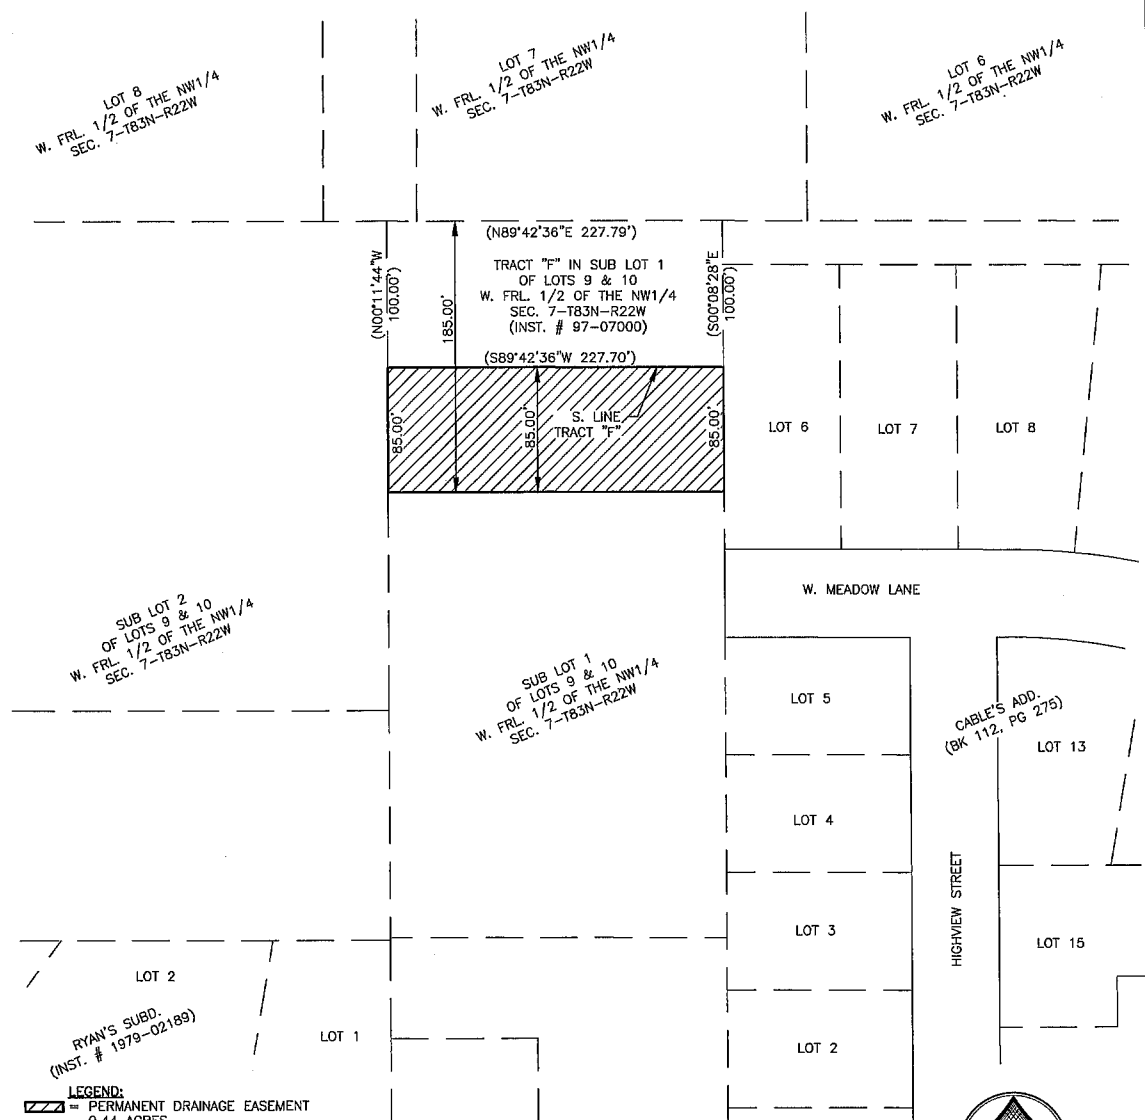 LOT 8
W. FRL. 1/2 OF THE NW1/4
SEC. 7-T83N-R22W
LOT 7
W. FRL. 1/2 OF THE NW1/4
SEC. 7-T83N-R22W
LOT 6
W. FRL. 1/2 OF THE NW1/4
SEC. 7-T83N-R22W
(N89°42'36"E 227.79')
(N00°11'44"W
100.00')
185.00'
TRACT "F" IN SUB LOT 1
OF LOTS 9 & 10
W. FRL. 1/2 OF THE NW1/4
SEC. 7-T83N-R22W
(INST. # 97-07000)
(S00°08'28"E
100.00')
(S89°42'36"W 227.70')
85.00'
85.00'
S. LINE
TRACT "F"
85.00'
LOT 6
LOT 7
LOT 8
W. MEADOW LANE
SUB LOT 2
OF LOTS 9 & 10
W. FRL. 1/2 OF THE NW1/4
SEC. 7-T83N-R22W
SUB LOT 1
OF LOTS 9 & 10
W. FRL. 1/2 OF THE NW1/4
SEC. 7-T83N-R22W
LOT 5
CABLE'S ADD.
(BK 112, PG 275)
LOT 13
LOT 4
HIGHVIEW STREET
LOT 3
LOT 15
LOT 2
LOT 2
RYAN'S SUBD.
(INST. # 1979-02189)
LOT 1
LEGEND:
= PERMANENT DRAINAGE EASEMENT
0.44 ACRES